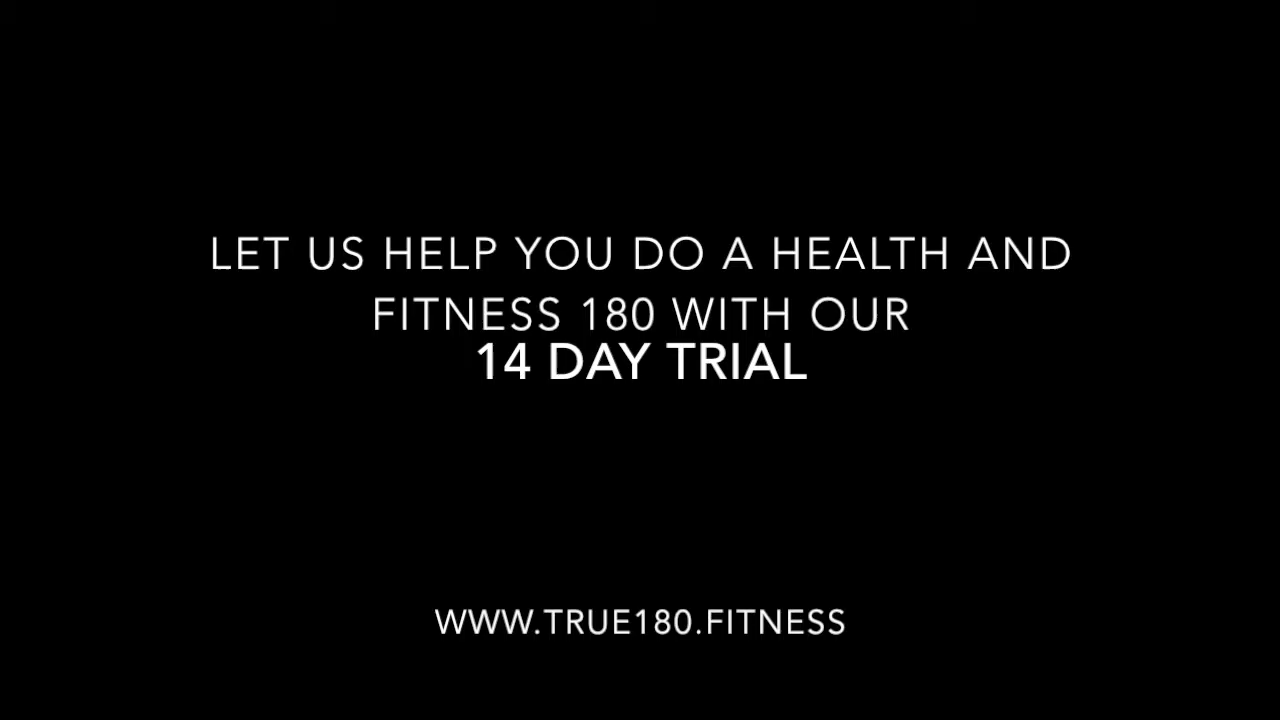 LET US HELP YOU DO A HEALTH AND
FITNESS 180 WITH OUR
14 DAY TRIAL
WWW.TRUE180.FITNESS